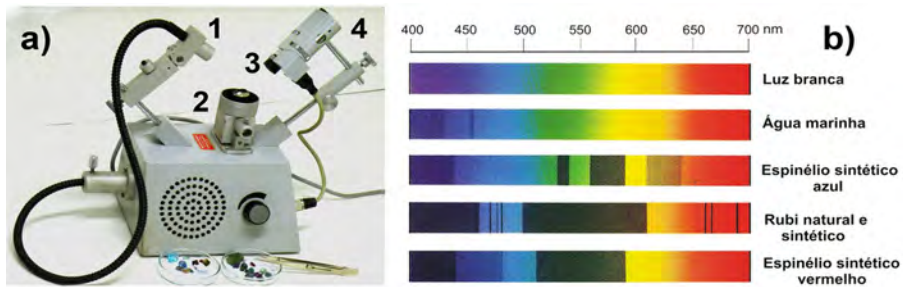 a)
1
2
3
4
400 450 500 550 600 650 700 nm
b)
Luz branca
Água marinha
Espinélio sintético
azul
Rubi natural e
sintético
Espinélio sintético
vermelho